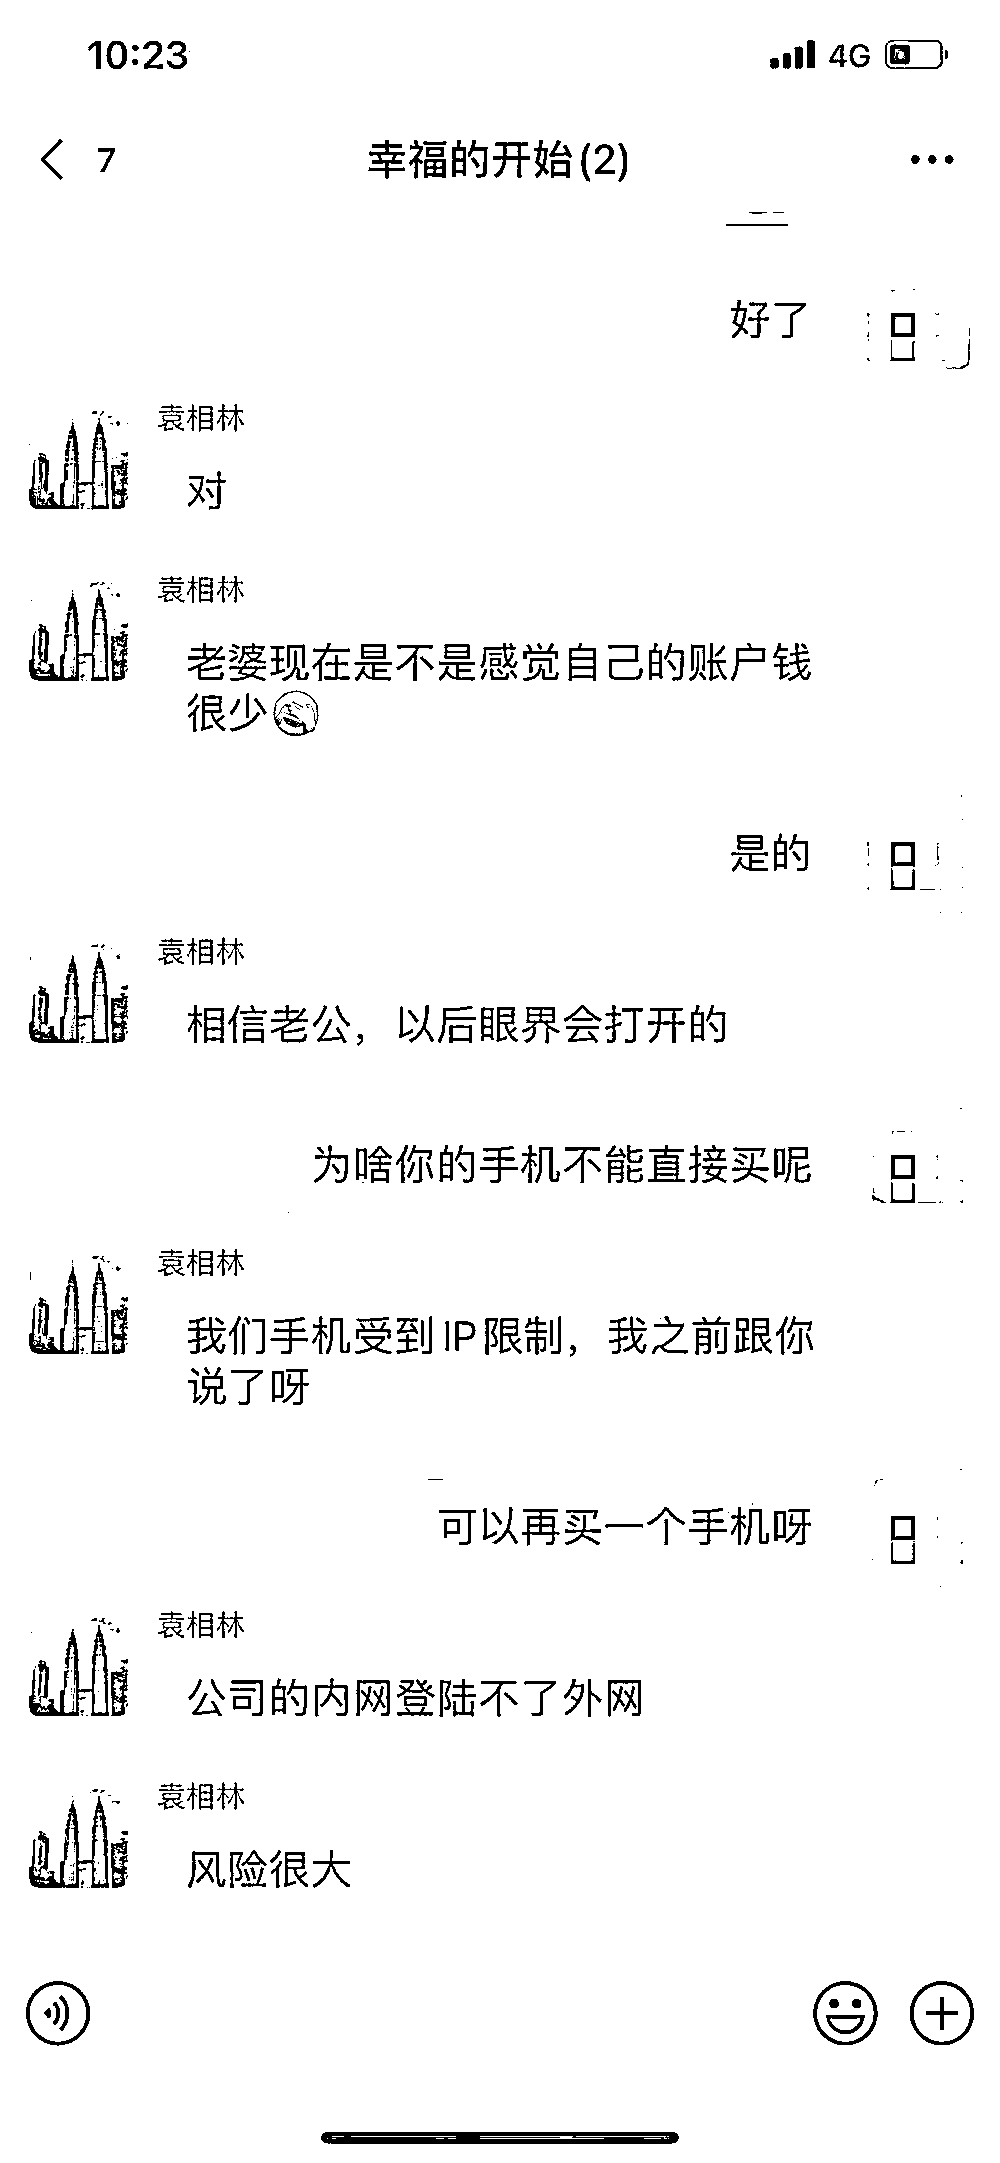 10:23
4G
7
幸福的开始(2)
好了
袁相林
对
袁相林
老婆现在是不是感觉自己的账户钱
很少
是的
袁相林
相信老公，以后眼界会打开的
为啥你的手机不能直接买呢
袁相林
我们手机受到IP限制，我之前跟你
说了呀
可以再买一个手机呀
袁相林
公司的内网登陆不了外网
袁相林
风险很大